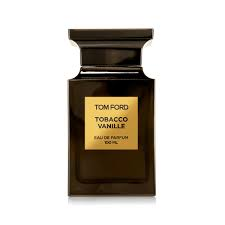 TOM FORD
TOBACCO
VANILLE
EAU DE PARFUM
100 ML